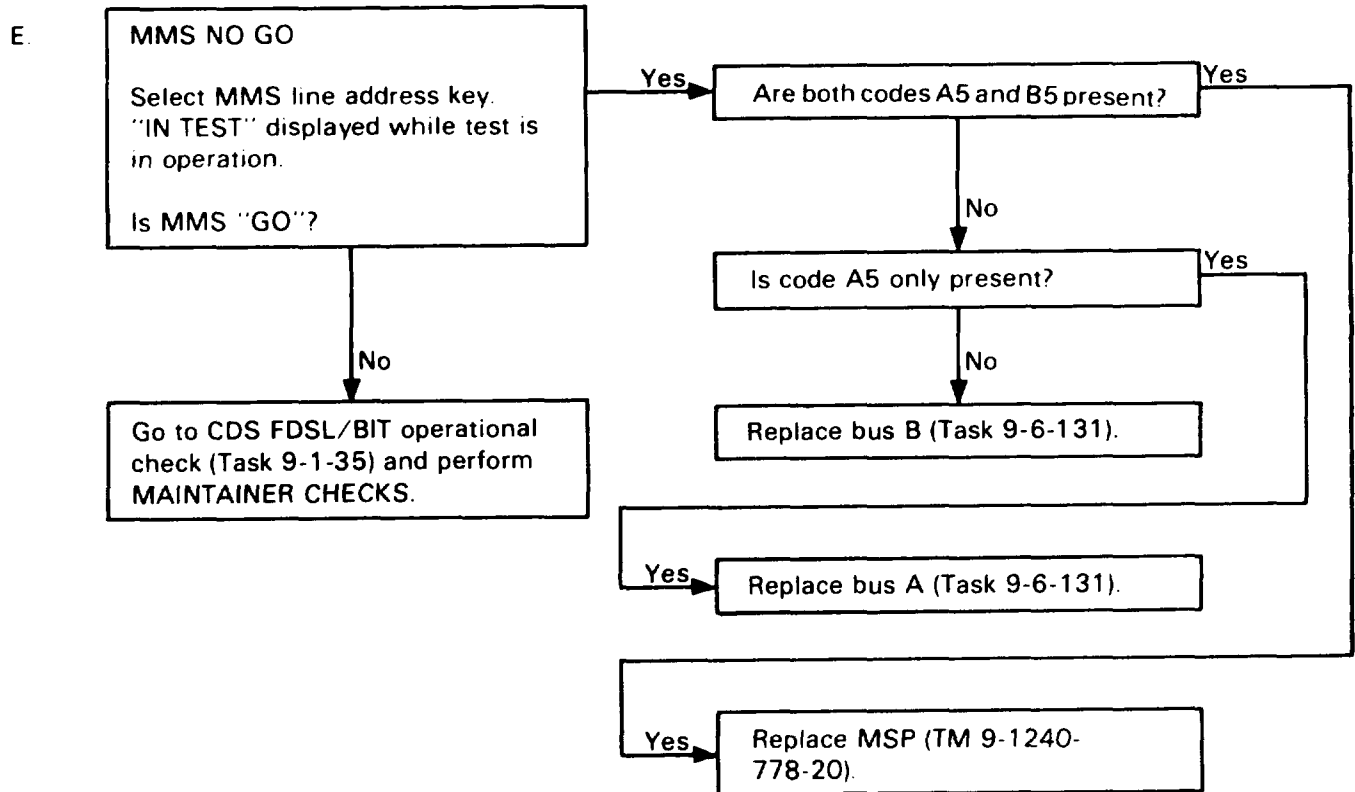 E.
MMS NO GO
Select MMS line address key.
"IN TEST" displayed while test is
in operation.
Is MMS "GO"?
Yes
Are both codes A5 and B5 present?
Yes
No
Is code A5 only present?
Yes
No
No
Go to CDS FDSL/BIT operational
check (Task 9-1-35) and perform
MAINTAINER CHECKS.
Replace bus B (Task 9-6-131).
Yes
Replace bus A (Task 9-6-131).
Yes
Replace MSP (TM 9-1240-
778-20).